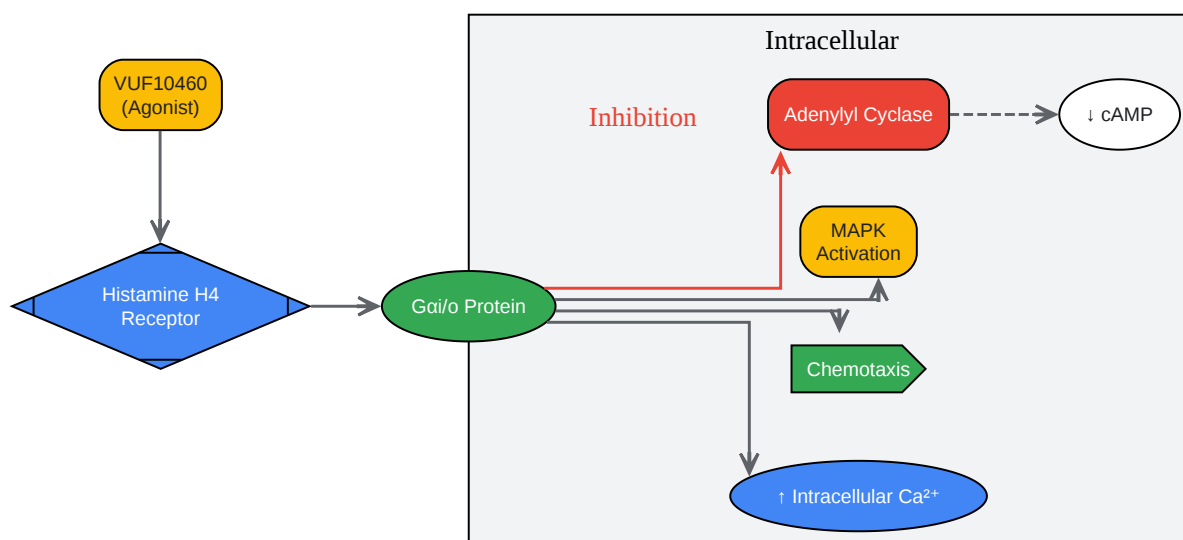 Intracellular
VUF10460
(Agonist)
Inhibition
Adenylyl Cyclase
↓ cAMP
MAPK
Activation
Histamine H4
Receptor
Gαi/o Protein
Chemotaxis
↑ Intracellular Ca²⁺